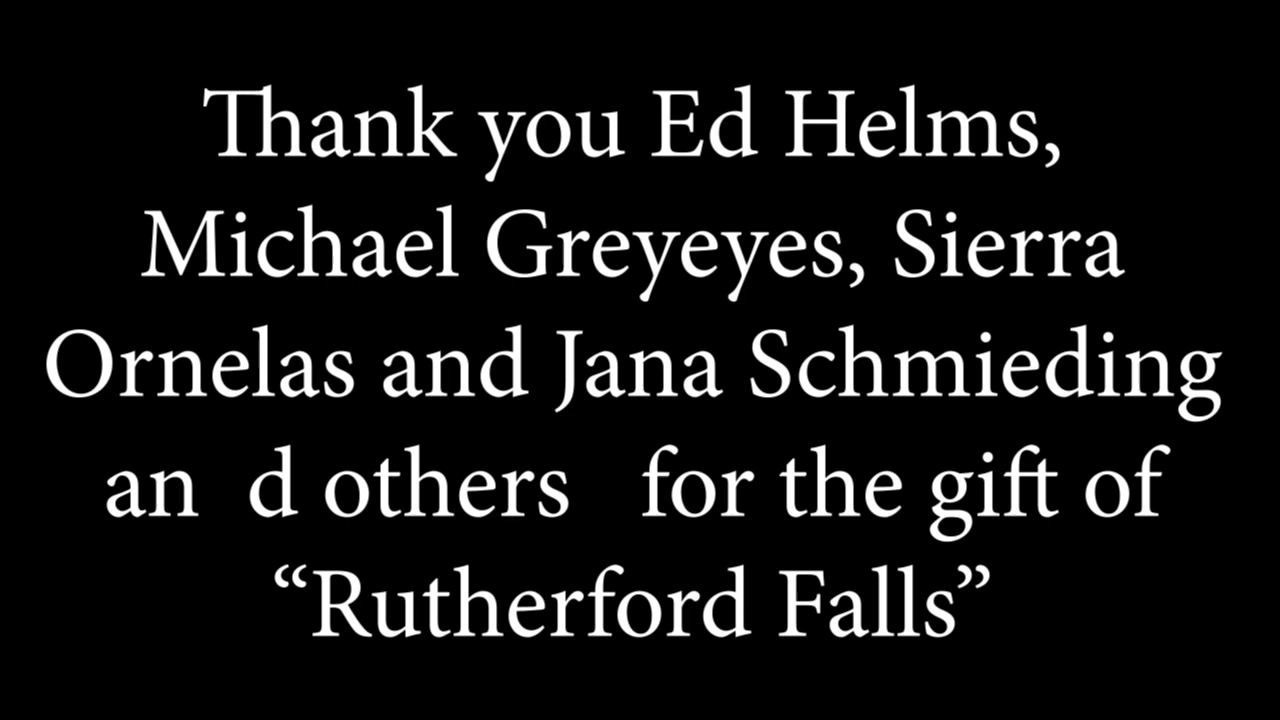 Thank you Ed Helms,
Michael Greyeyes, Sierra
Ornelas and Jana Schmieding
an  d others   for the gift of
“Rutherford Falls”